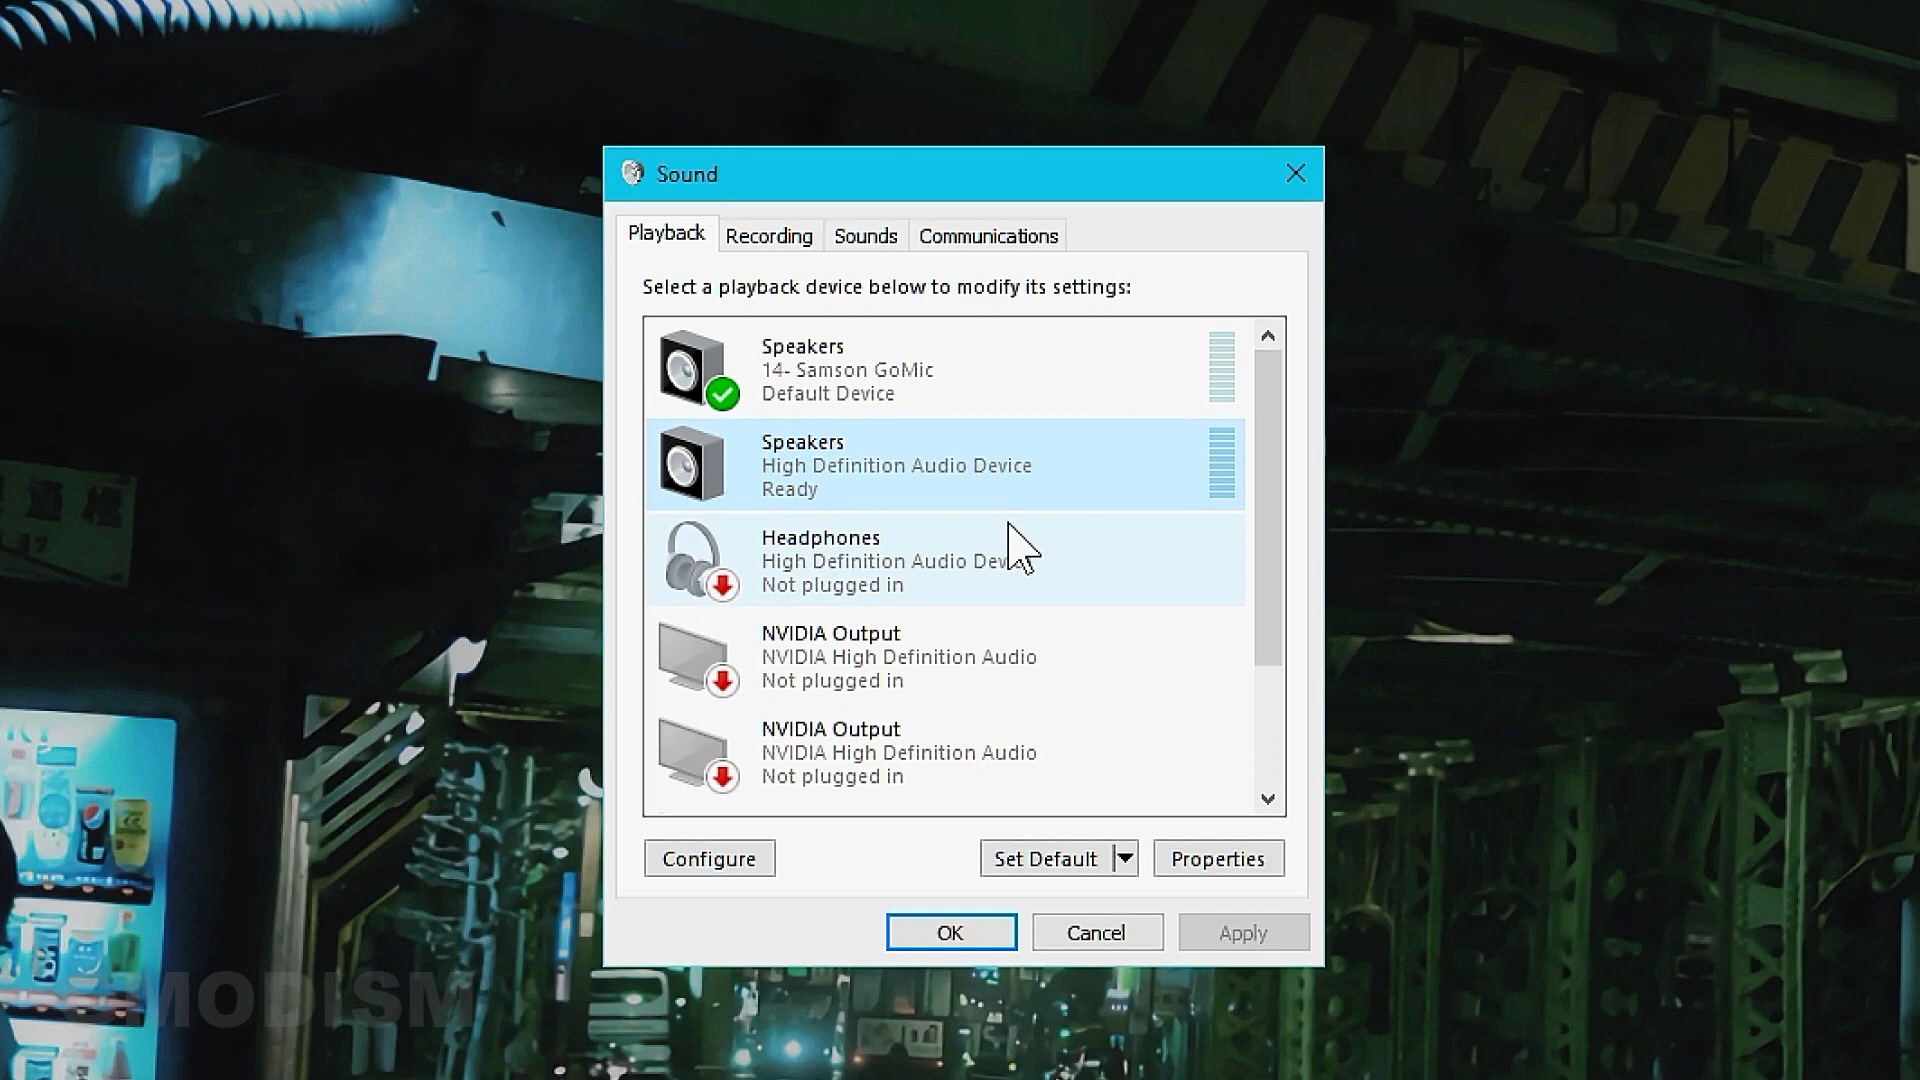 Sound
Playback
Recording
Sounds
Communications
Select a playback device below to modify its settings:
Speakers
14- Samson GoMic
Default Device
Speakers
High Definition Audio Device
Ready
Headphones
High Definition Audio Dev
Not plugged in
NVIDIA Output
NVIDIA High Definition Audio
Not plugged in
NVIDIA Output
NVIDIA High Definition Audio
Not plugged in
Configure
Set Default
Properties
OK
Cancel
Apply
MODISM